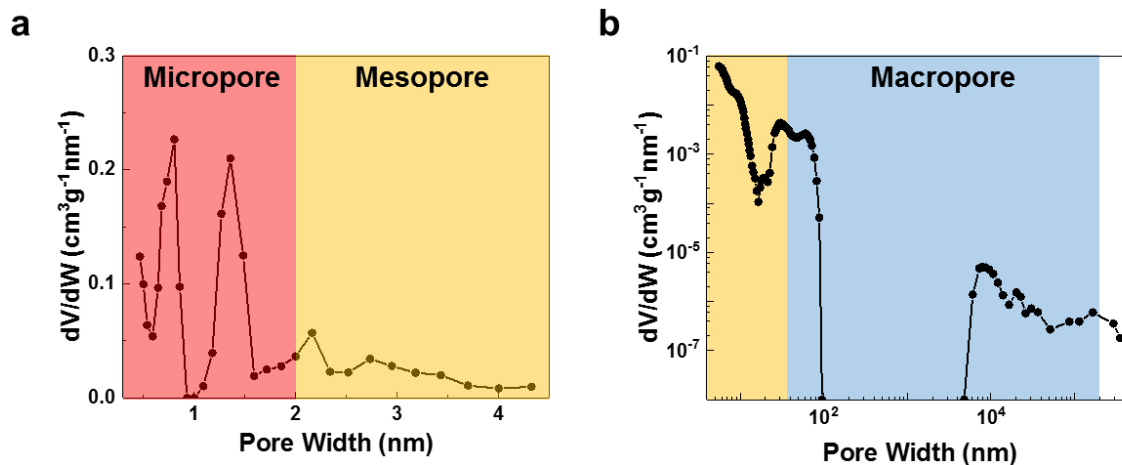 a
0.3
0.2
0.1
0.0
dV/dW (cm³g⁻¹nm⁻¹)
Micropore
Mesopore
1
2
3
4
Pore Width (nm)
b
10⁻¹
10⁻³
10⁻⁵
10⁻⁷
dV/dW (cm³g⁻¹nm⁻¹)
Macropore
10²
10⁴
Pore Width (nm)